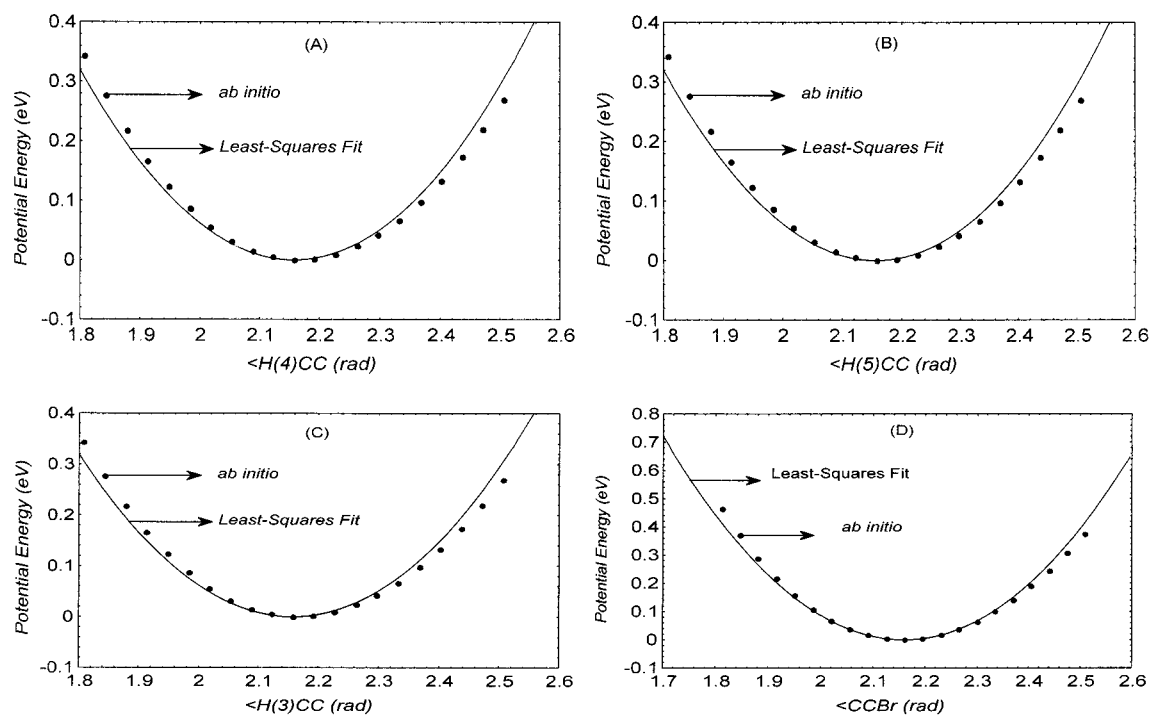 0.4
(A)
0.3
ab initio
0.2
Least-Squares Fit
0.1
0
-0.1
Potential Energy (eV)
1.8 1.9 2 2.1 2.2 2.3 2.4 2.5 2.6
<H(4)CC (rad)
0.4
(B)
0.3
ab initio
0.2
Least-Squares Fit
0.1
0
-0.1
Potential Energy (eV)
1.8 1.9 2 2.1 2.2 2.3 2.4 2.5 2.6
<H(5)CC (rad)
0.4
(C)
0.3
ab initio
0.2
Least-Squares Fit
0.1
0
-0.1
Potential Energy (eV)
1.8 1.9 2 2.1 2.2 2.3 2.4 2.5 2.6
<H(3)CC (rad)
0.8
(D)
0.7
0.6
Least-Squares Fit
0.5
0.4
ab initio
0.3
0.2
0.1
0
-0.1
Potential Energy (eV)
1.7 1.8 1.9 2 2.1 2.2 2.3 2.4 2.5 2.6
<CCBr (rad)